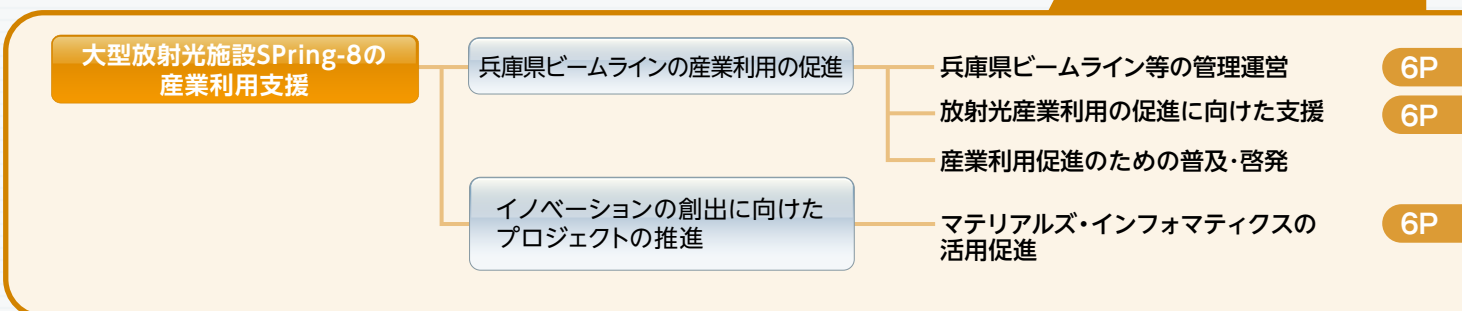 大型放射光施設SPring-8の
産業利用支援
兵庫県ビームラインの産業利用の促進
兵庫県ビームライン等の管理運営
6P
放射光産業利用の促進に向けた支援
6P
産業利用促進のための普及・啓発
イノベーションの創出に向けた
プロジェクトの推進
マテリアルズ・インフォマティクスの
活用促進
6P